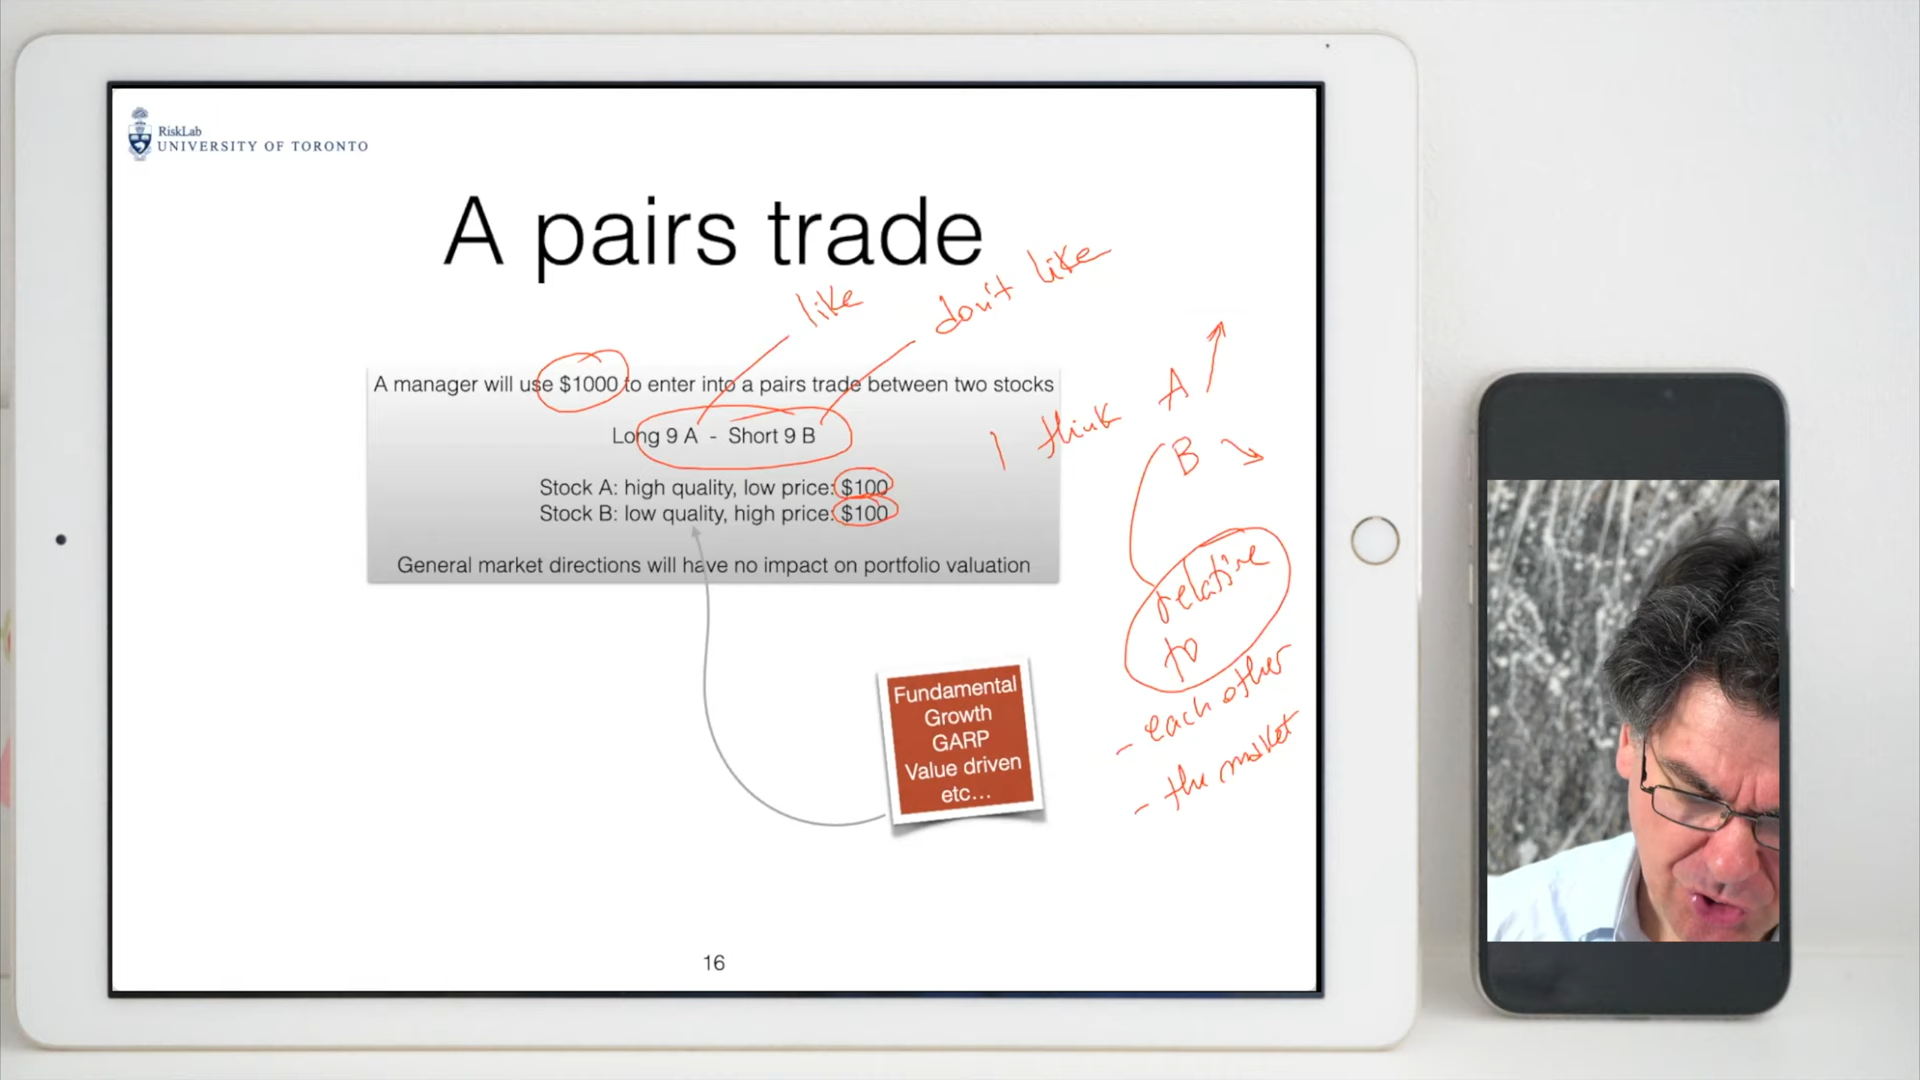 RiskLab
UNIVERSITY OF TORONTO
A pairs trade
like
don't like
A manager will use $1000 to enter into a pairs trade between two stocks
Long 9 A - Short 9 B
Stock A: high quality, low price: $100
Stock B: low quality, high price: $100
General market directions will have no impact on portfolio valuation
I think A
B
relative
to
- each other
- the market
Fundamental
Growth
GARP
Value driven
etc...
16